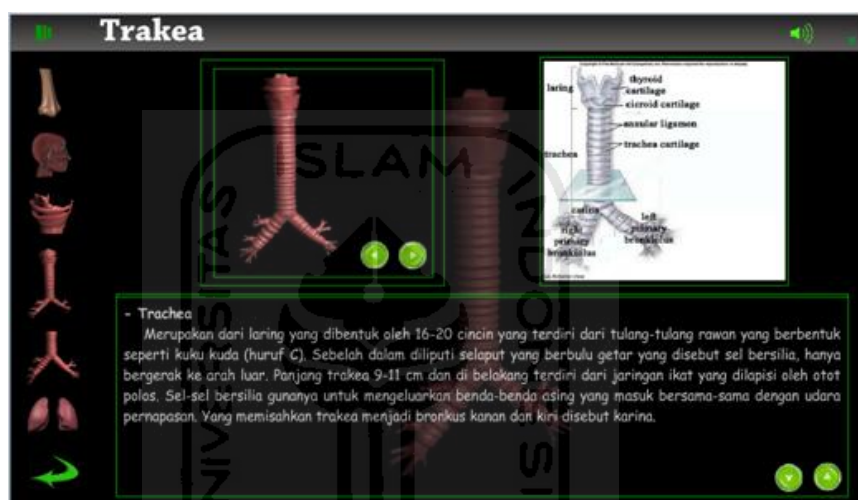 Trakea
laring
thyroid
cartilage
cicroid cartilage
annular ligamen
trachea cartilage
trachea
carina
left
primary
bronkiolus
right
primary
bronkiolus
- Trachea
Merupakan dari laring yang dibentuk oleh 16-20 cincin yang terdiri dari tulang-tulang rawan yang berbentuk
seperti kuku kuda (huruf C). Sebelah dalam diliputi selaput yang berbulu getar yang disebut sel bersilia, hanya
bergerak ke arah luar. Panjang trakea 9-11 cm dan di belakang terdiri dari jaringan ikat yang dilapisi oleh otot
polos. Sel-sel bersilia gunanya untuk mengeluarkan benda-benda asing yang masuk bersama-sama dengan udara
pernapasan. Yang memisahkan trakea menjadi bronkus kanan dan kiri disebut karina.
ISLAM